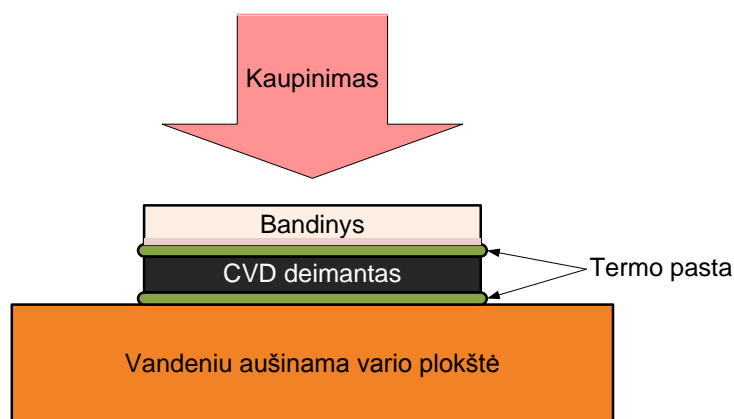 Kaupinimas
Bandinys
CVD deimantas
Termo pasta
Vandeniu aušinama vario plokštė